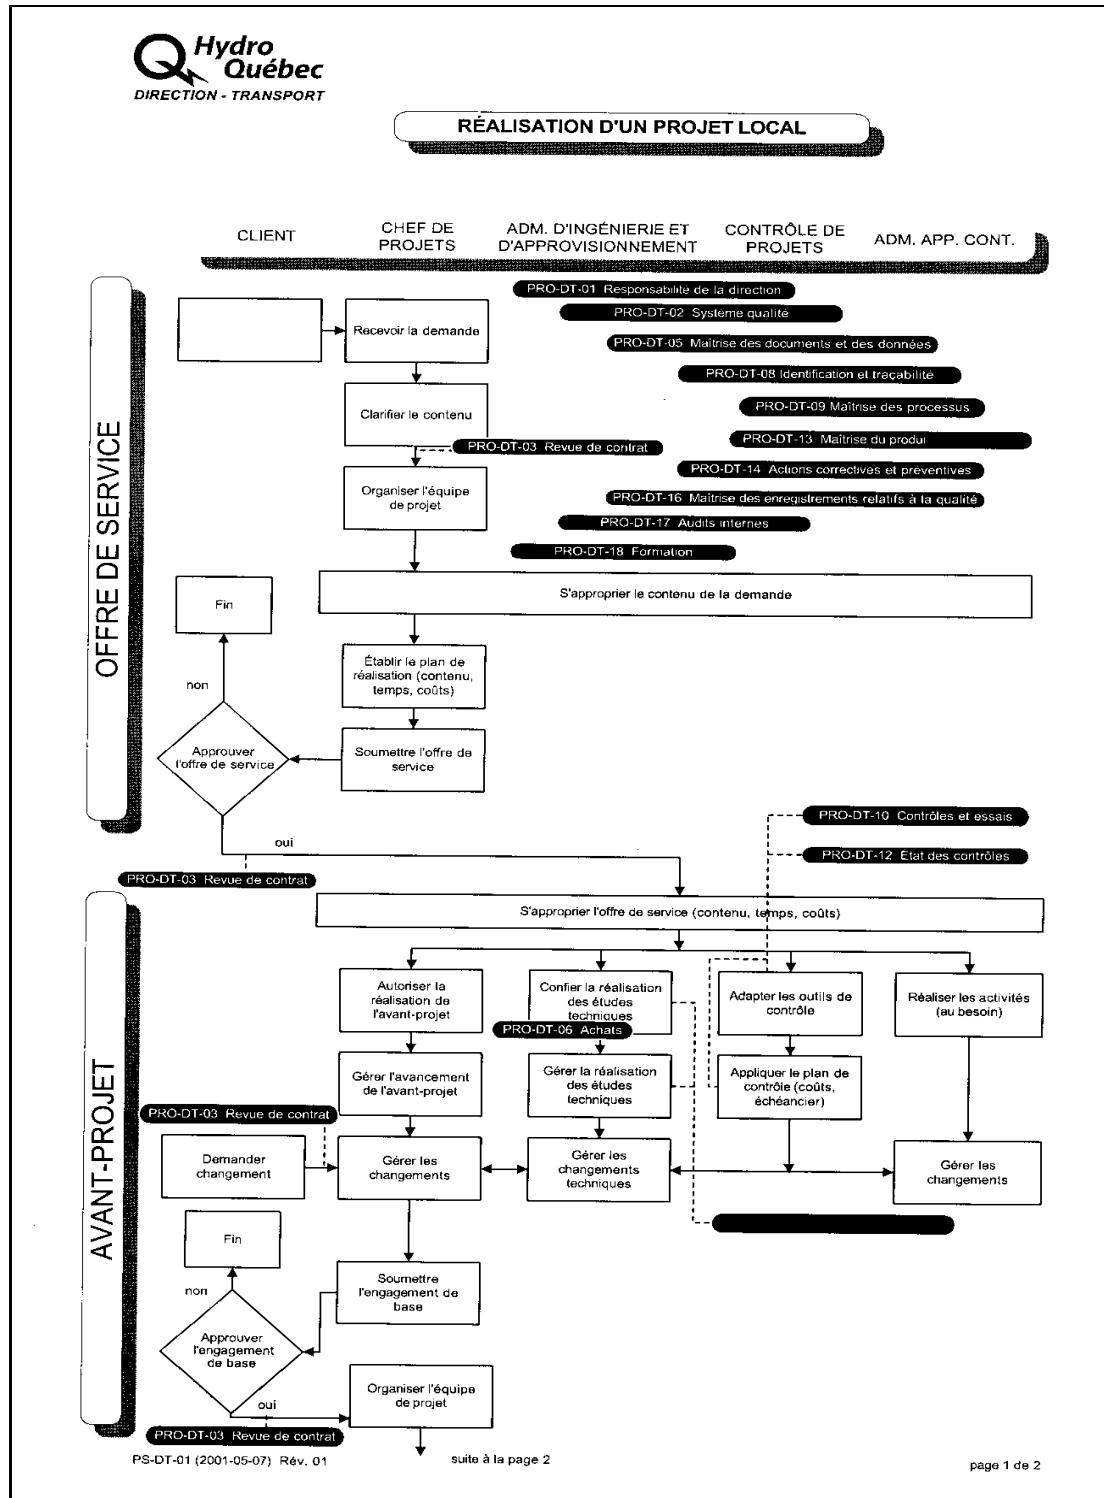 Hydro
Québec
DIRECTION - TRANSPORT
RÉALISATION D'UN PROJET LOCAL
CLIENT
CHEF DE
PROJETS
ADM. D'INGÉNIERIE ET
D'APPROVISIONNEMENT
CONTRÔLE DE
PROJETS
ADM. APP. CONT.
OFFRE DE SERVICE
PRO-DT-01 Responsabilité de la direction
PRO-DT-02 Système qualité
Recevoir la demande
PRO-DT-05 Maîtrise des documents et des données
PRO-DT-08 Identification et traçabilité
Clarifier le contenu
PRO-DT-09 Maîtrise des processus
PRO-DT-03 Revue de contrat
PRO-DT-13 Maîtrise du produi
PRO-DT-14 Actions correctives et préventives
Organiser l'équipe
de projet
PRO-DT-16 Maîtrise des enregistrements relatifs à la qualité
PRO-DT-17 Audits internes
PRO-DT-18 Formation
S'approprier le contenu de la demande
Fin
Établir le plan de
réalisation (contenu,
temps, coûts)
non
Approuver
l'offre de service
Soumettre l'offre de
service
PRO-DT-10 Contrôles et essais
oui
PRO-DT-12 État des contrôles
PRO-DT-03 Revue de contrat
AVANT-PROJET
S'approprier l'offre de service (contenu, temps, coûts)
Autoriser la
réalisation de
l'avant-projet
Confier la réalisation
des études
techniques
Adapter les outils de
contrôle
Réaliser les activités
(au besoin)
PRO-DT-06 Achats
Gérer l'avancement
de l'avant-projet
Gérer la réalisation
des études
techniques
Appliquer le plan de
contrôle (coûts,
échéancier)
PRO-DT-03 Revue de contrat
Demander
changement
Gérer les
changements
Gérer les
changements
techniques
Gérer les
changements
Fin
Soumettre
l'engagement de
base
non
Approuver
l'engagement
de base
Organiser l'équipe
de projet
oui
PRO-DT-03 Revue de contrat
PS-DT-01 (2001-05-07) Rév. 01
suite à la page 2
page 1 de 2